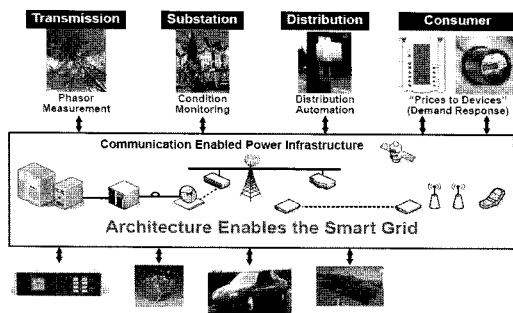 Transmission
Substation
Distribution
Consumer
Phasor
Measurement
Condition
Monitoring
Distribution
Automation
"Prices to Devices"
(Demand Response)
Communication Enabled Power Infrastructure
Architecture Enables the Smart Grid